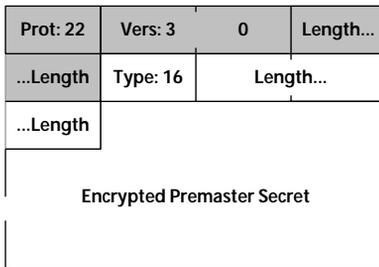 Prot: 22 Vers: 3 0 Length...
...Length Type: 16 Length...
...Length
Encrypted Premaster Secret